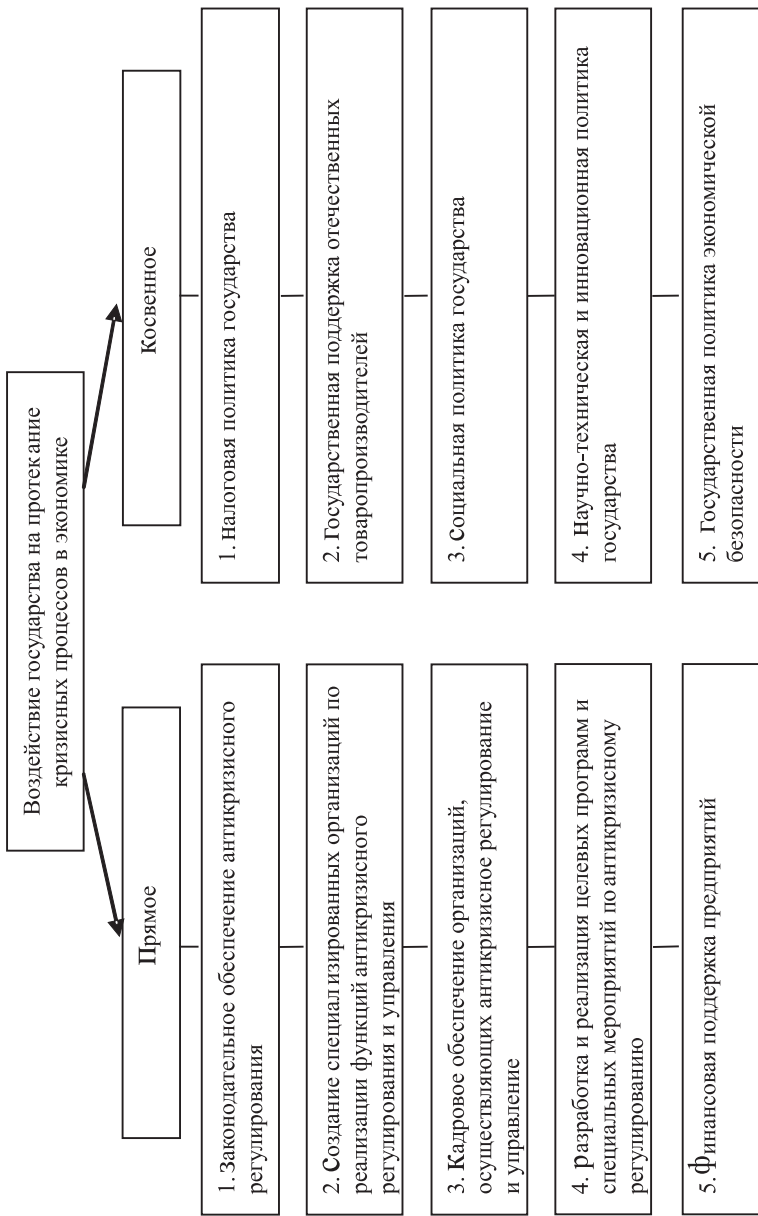 Воздействие государства на протекание
кризисных процессов в экономике
Прямое
1. Законодательное обеспечение антикризисного
регулирования
2. Создание специализированных организаций по
реализации функций антикризисного
регулирования и управления
3. Кадровое обеспечение организаций,
осуществляющих антикризисное регулирование
и управление
4. Разработка и реализация целевых программ и
специальных мероприятий по антикризисному
регулированию
5. Финансовая поддержка предприятий
Косвенное
1. Налоговая политика государства
2. Государственная поддержка отечественных
товаропроизводителей
3. Социальная политика государства
4. Научно-техническая и инновационная политика
государства
5. Государственная политика экономической
безопасности